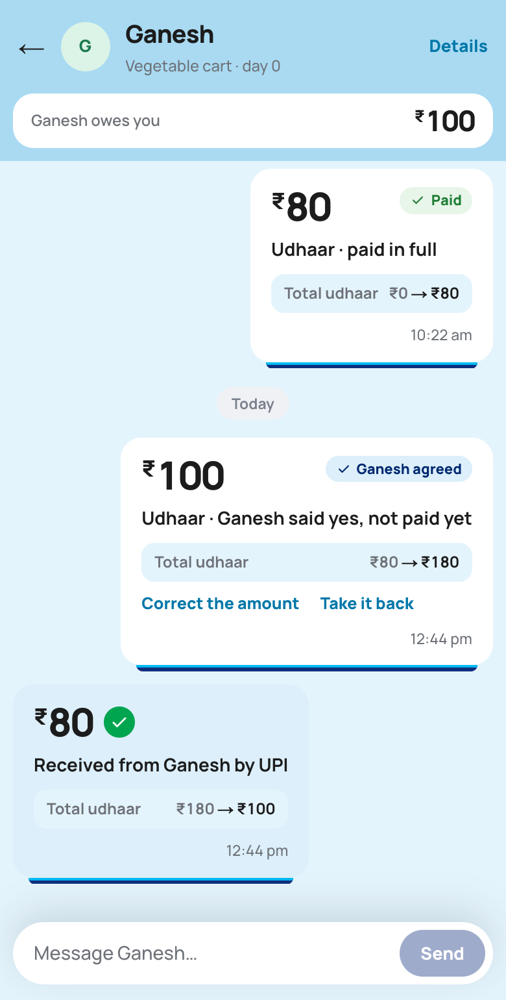 ←
G
Ganesh
Vegetable cart · day 0
Details
Ganesh owes you
₹100
₹80
✓ Paid
Udhaar · paid in full
Total udhaar ₹0 → ₹80
10:22 am
Today
₹100
✓ Ganesh agreed
Udhaar · Ganesh said yes, not paid yet
Total udhaar ₹80 → ₹180
Correct the amount Take it back
12:44 pm
₹80 ✓
Received from Ganesh by UPI
Total udhaar ₹180 → ₹100
12:44 pm
Message Ganesh…
Send